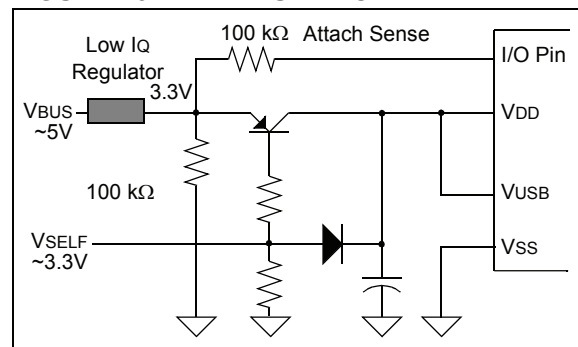 100 kΩ
Attach Sense
Low IQ
Regulator
3.3V
I/O Pin
VBUS
~5V
VDD
100 kΩ
VUSB
VSELF
~3.3V
VSS